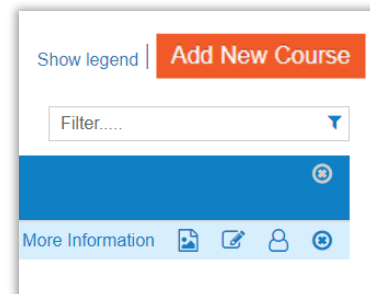 Show legend | Add New Course
Filter.....
More Information